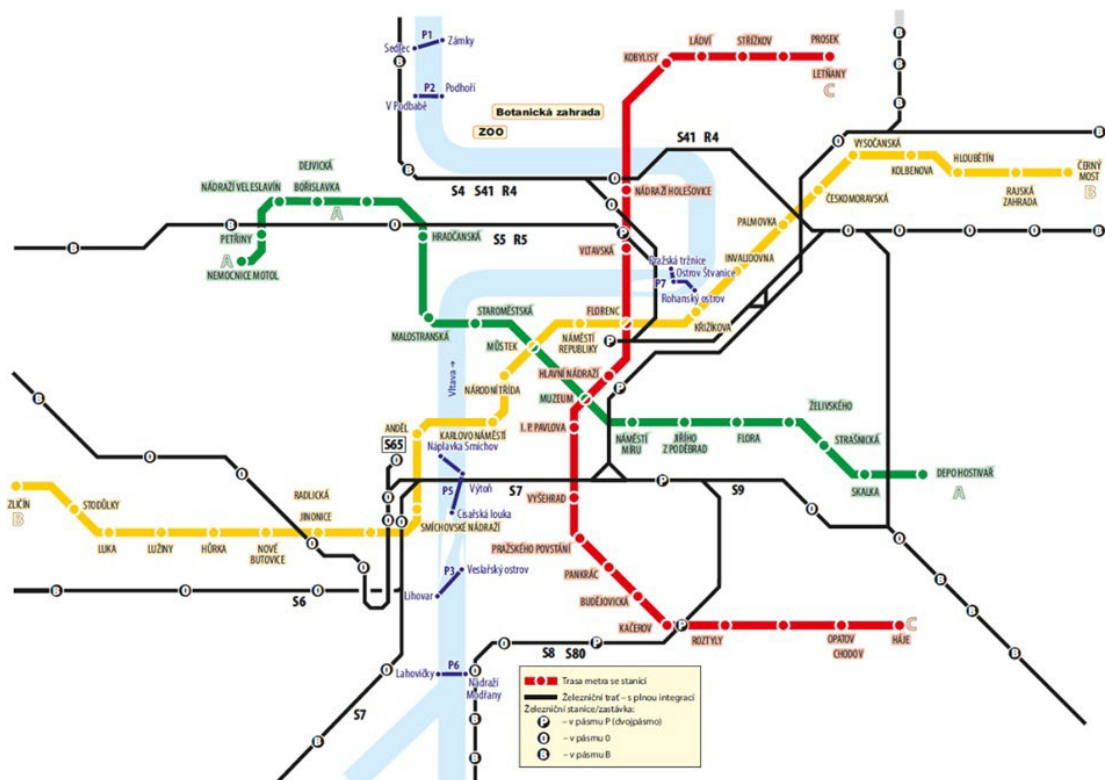 P1
Zámky
Sedlec
P2
Podhoří
V Podbabě
Botanická zahrada
ZOO
KOBYLISY
LÁDVÍ
STŘÍŽKOV
PROSEK
LETŇANY
C
S41 R4
S4 S41 R4
NÁDRAŽÍ HOLEŠOVICE
VYSOČANSKÁ
KOLBENOVA
HLOUBĚTÍN
RAJSKÁ
ZAHRADA
ČERNÝ
MOST
B
ČESKOMORAVSKÁ
PALMOVKA
INVALIDOVNA
KŘIŽÍKOVA
DEJVICKÁ
NÁDRAŽÍ VELESLAVÍN
BOŘISLAVKA
A
PETŘINY
A
NEMOCNICE MOTOL
HRADČANSKÁ
S5 R5
VLTAVSKÁ
Pražská tržnice
Ostrov Štvanice
P7
Rohanský ostrov
STAROMĚSTSKÁ
MALOSTRANSKÁ
FLORENC
NÁMĚSTÍ
REPUBLIKY
MŮSTEK
Vltava →
NÁRODNÍ TŘÍDA
HLAVNÍ NÁDRAŽÍ
MUZEUM
I. P. PAVLOVA
NÁMĚSTÍ
MÍRU
JIŘÍHO
Z PODĚBRAD
FLORA
ŽELIVSKÉHO
STRAŠNICKÁ
SKALKA
DEPO HOSTIVAŘ
A
ANDĚL
KARLOVO NÁMĚSTÍ
S65
Náplavka Smíchov
Výtoň
P5
Císařská louka
S7
S9
VYŠEHRAD
ZLIČÍN
B
STODŮLKY
LUKA
LUŽINY
HŮRKA
NOVÉ
BUTOVICE
RADLICKÁ
JINONICE
SMÍCHOVSKÉ NÁDRAŽÍ
PRAŽSKÉHO POVSTÁNÍ
PANKRÁC
BUDĚJOVICKÁ
KAČEROV
ROZTYLY
OPATOV
CHODOV
HÁJE
C
Veslařský ostrov
P3
Lihovar
S6
S8 S80
Lahovičky
P6
Nádraží
Modřany
S7
Trasa metra se stanicí
Železniční trať – s plnou integrací
Železniční stanice/zastávka:
P – v pásmu P (dvojpásmo)
0 – v pásmu 0
B – v pásmu B